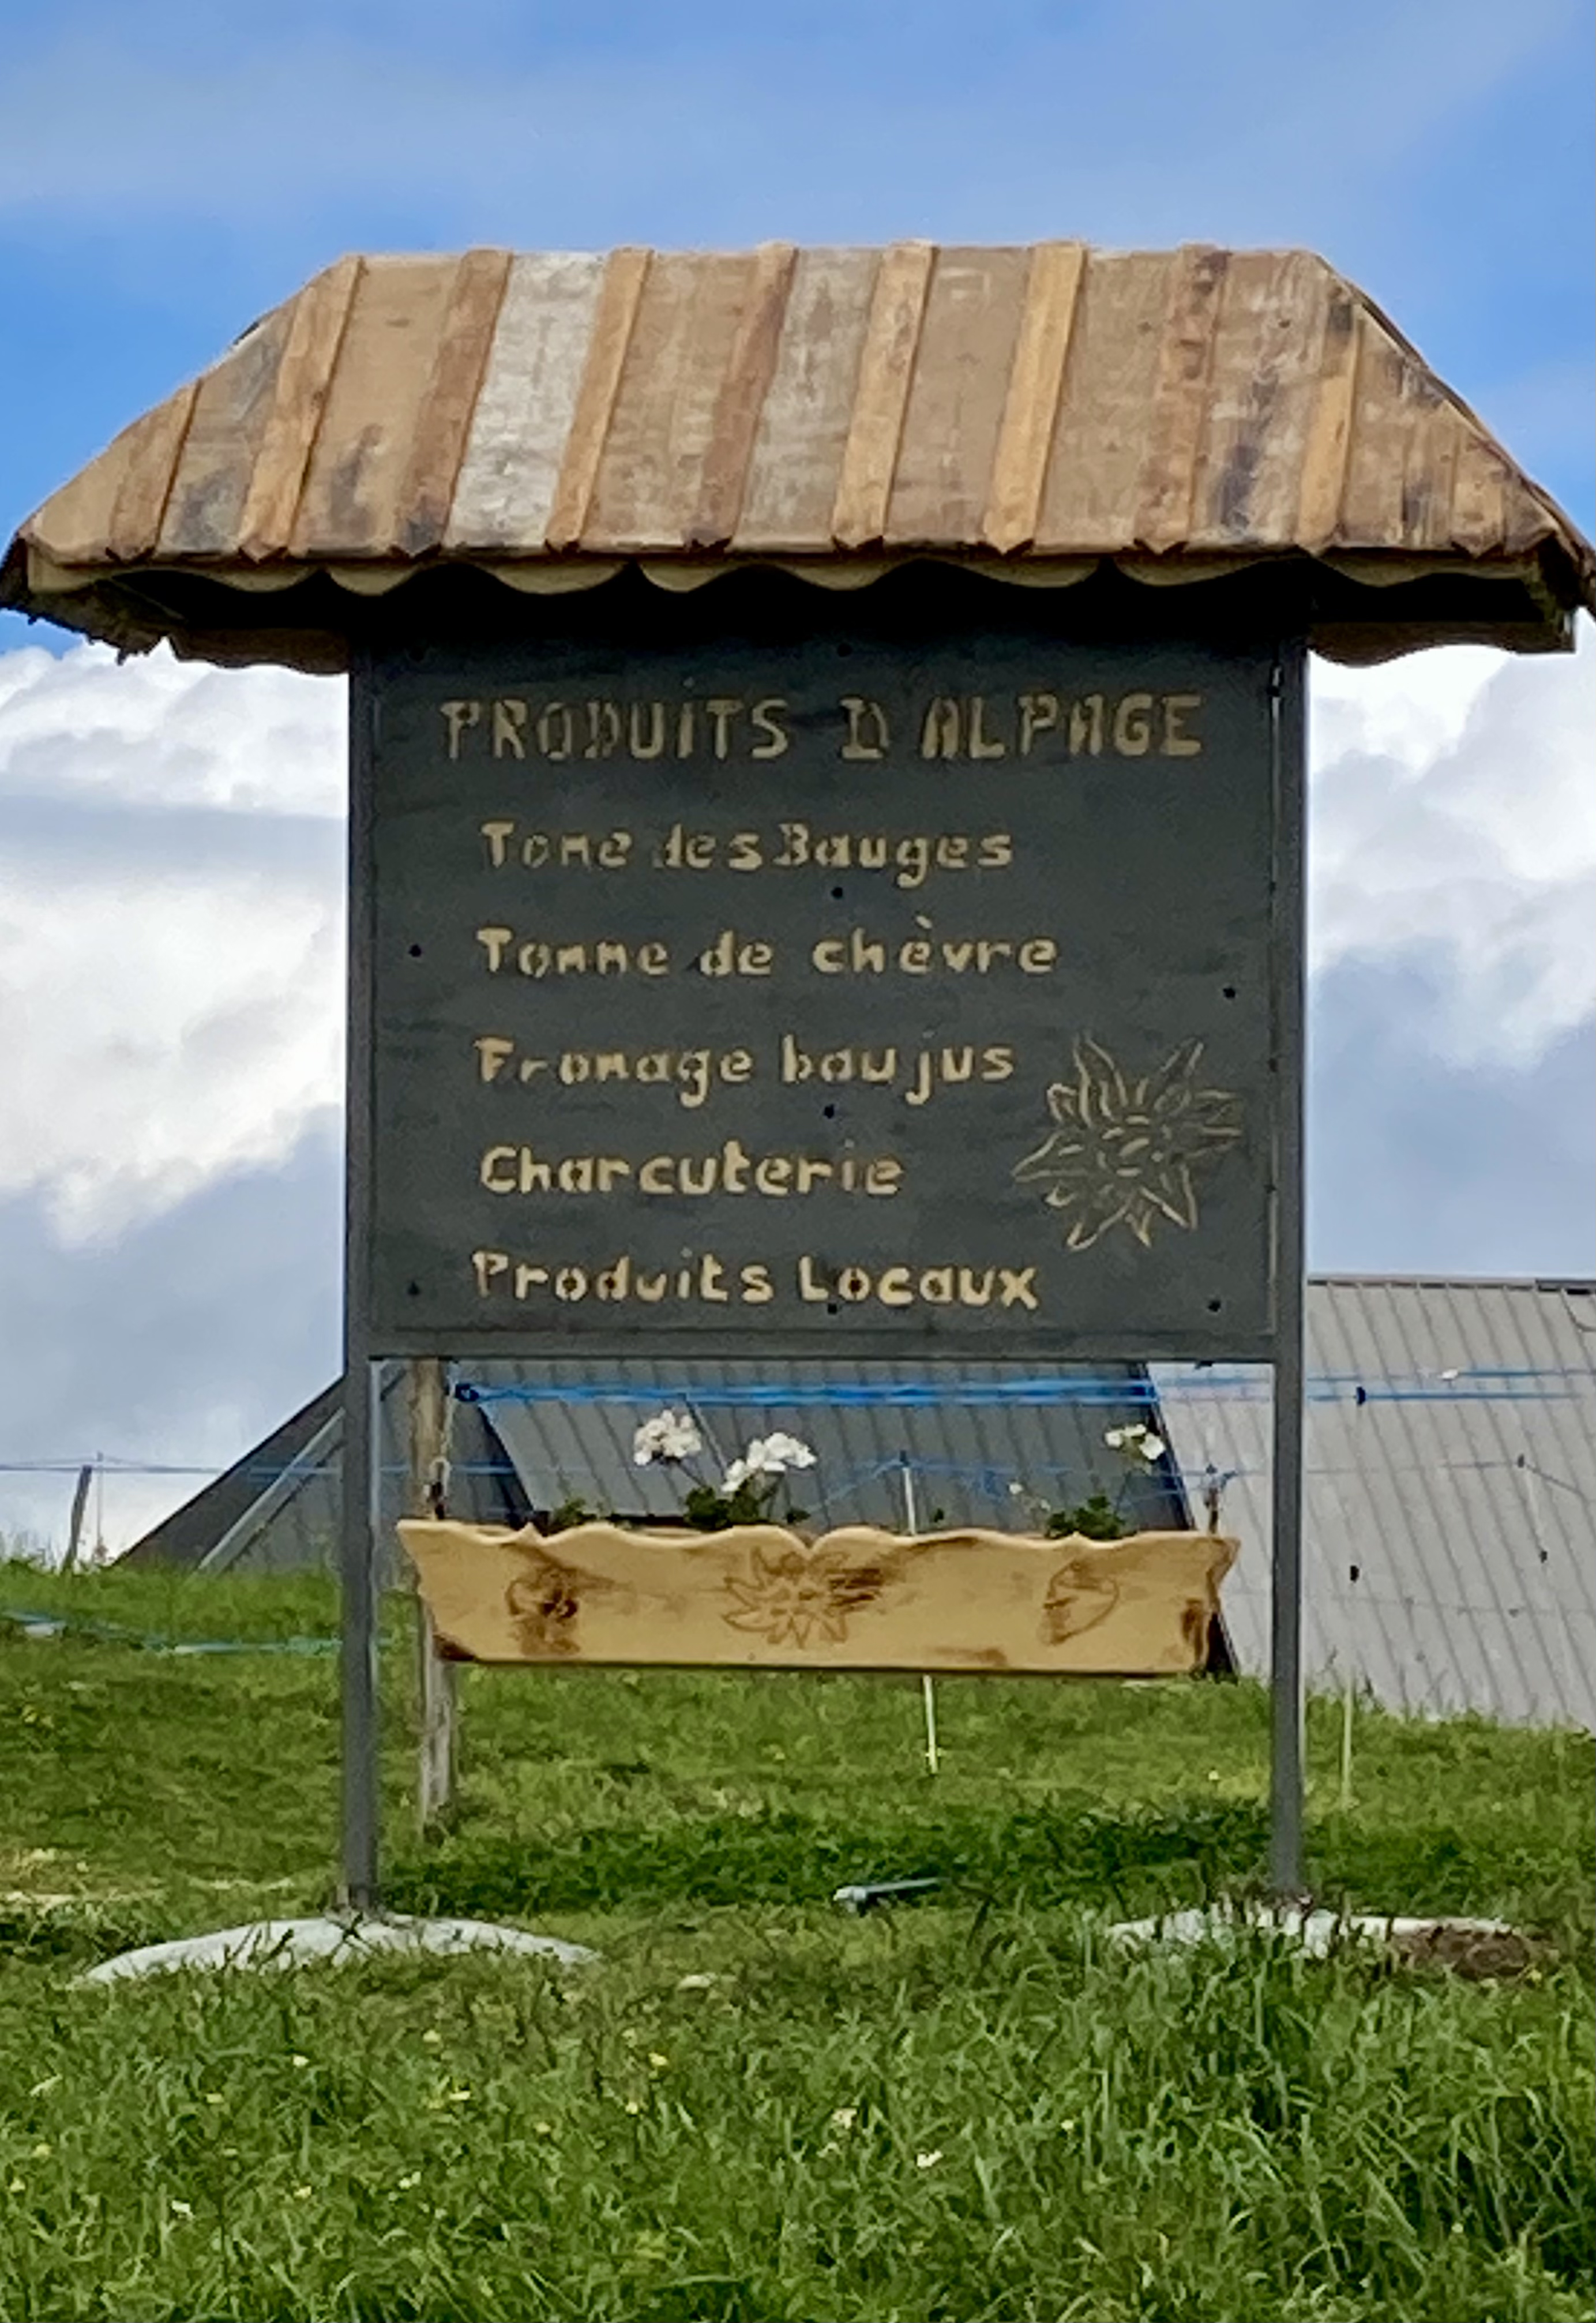 PRODUITS D ALPAGE
Tome des Bauges
Tomme de chèvre
Fromage baujus
Charcuterie
Produits Locaux